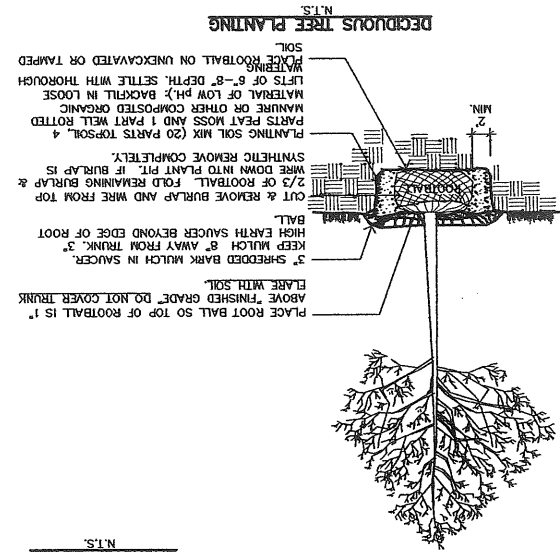 N.T.S.
PLACE ROOT BALL SO TOP OF ROOTBALL IS 1"
ABOVE "FINISHED GRADE" DO NOT COVER TRUNK
FLARE WITH SOIL.
3" SHREDDED BARK MULCH IN SAUCER.
KEEP MULCH 8" AWAY FROM TRUNK. 3"
HIGH EARTH SAUCER BEYOND EDGE OF ROOT
BALL
CUT & REMOVE BURLAP AND WIRE FROM TOP
2/3 OF ROOTBALL. FOLD REMAINING BURLAP &
WIRE DOWN INTO PLANT PIT. IF BURLAP IS
SYNTHETIC REMOVE COMPLETELY.
ROOTBALL
2"
MIN.
PLANTING SOIL MIX (20 PARTS TOPSOIL, 4
PARTS PEAT MOSS AND 1 PART WELL ROTTED
MANURE OR OTHER COMPOSTED ORGANIC
MATERIAL OF LOW pH.): BACKFILL IN LOOSE
LIFTS OF 6"-8" DEPTH. SETTLE WITH THOROUGH
WATERING
PLACE ROOTBALL ON UNEXCAVATED OR TAMPED
SOIL
DECIDUOUS TREE PLANTING
N.T.S.